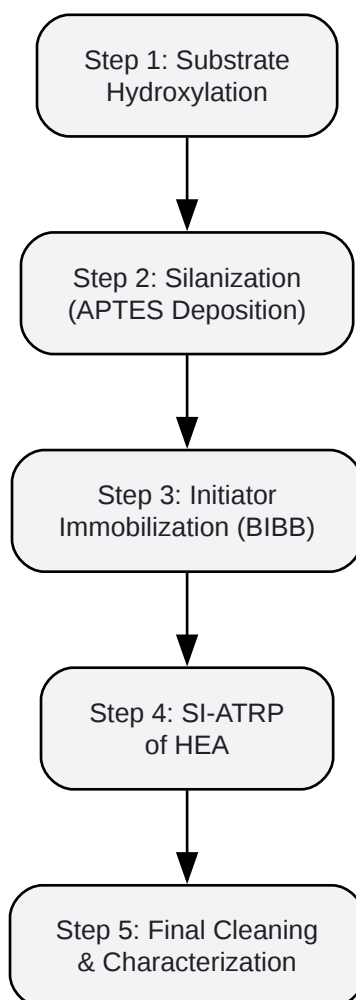 Step 1: Substrate
Hydroxylation
Step 2: Silanization
(APTES Deposition)
Step 3: Initiator
Immobilization (BIBB)
Step 4: SI-ATRP
of HEA
Step 5: Final Cleaning
& Characterization